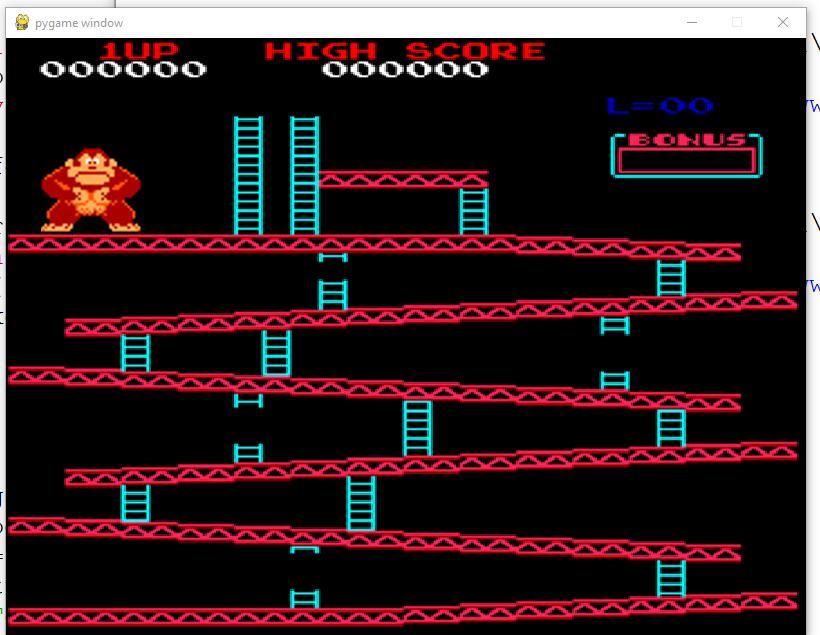 pygame window
1UP HIGH SCORE
000000 000000
L=00
BONUS